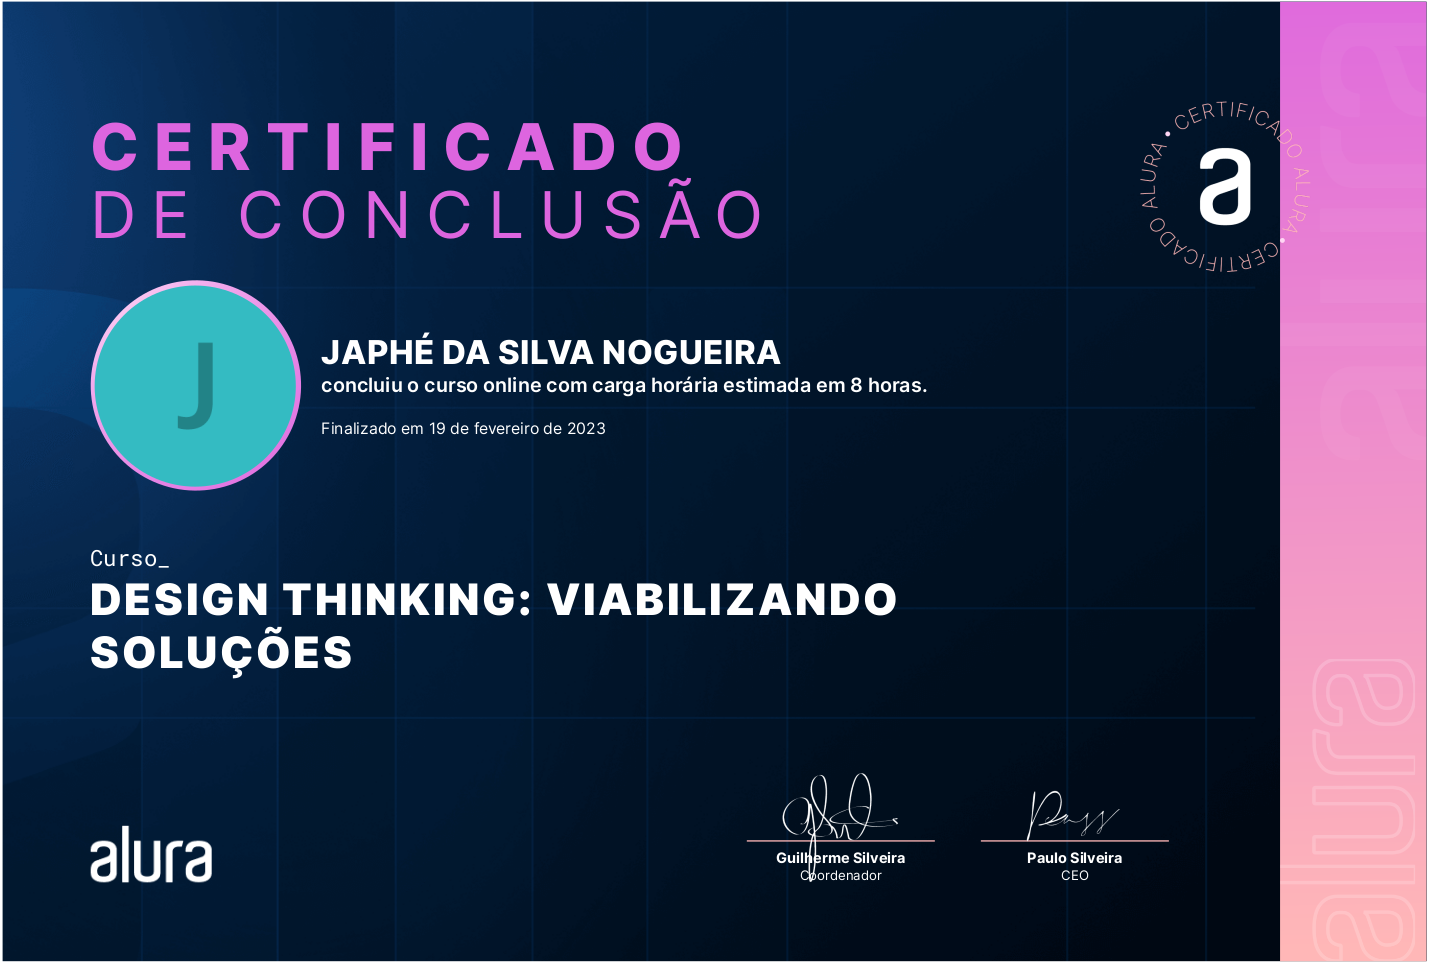 CERTIFICADO
DE CONCLUSÃO
CERTIFICADO ALURA • CERTIFICADO ALURA •
a
J
JAPHÉ DA SILVA NOGUEIRA
concluiu o curso online com carga horária estimada em 8 horas.
Finalizado em 19 de fevereiro de 2023
Curso_
DESIGN THINKING: VIABILIZANDO
SOLUÇÕES
alura
Guilherme Silveira
Coordenador
Paulo Silveira
CEO
alura
alura